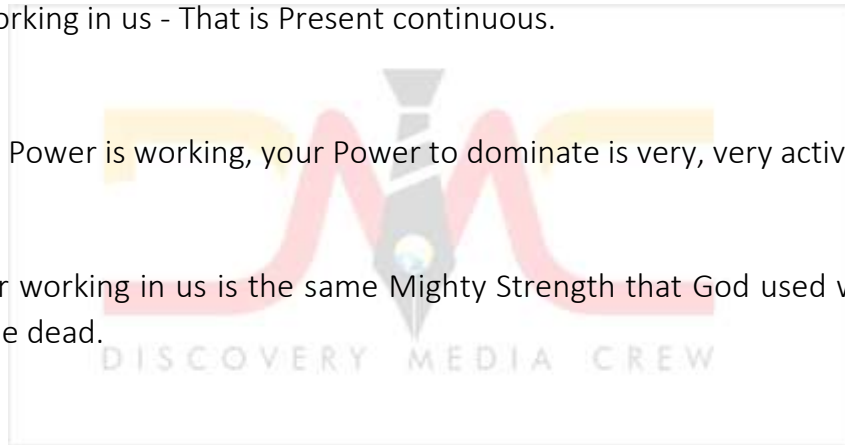 orking in us - That is Present continuous.
Power is working, your Power to dominate is very, very activ
r working in us is the same Mighty Strength that God used w
e dead.
DISCOVERY MEDIA CREW